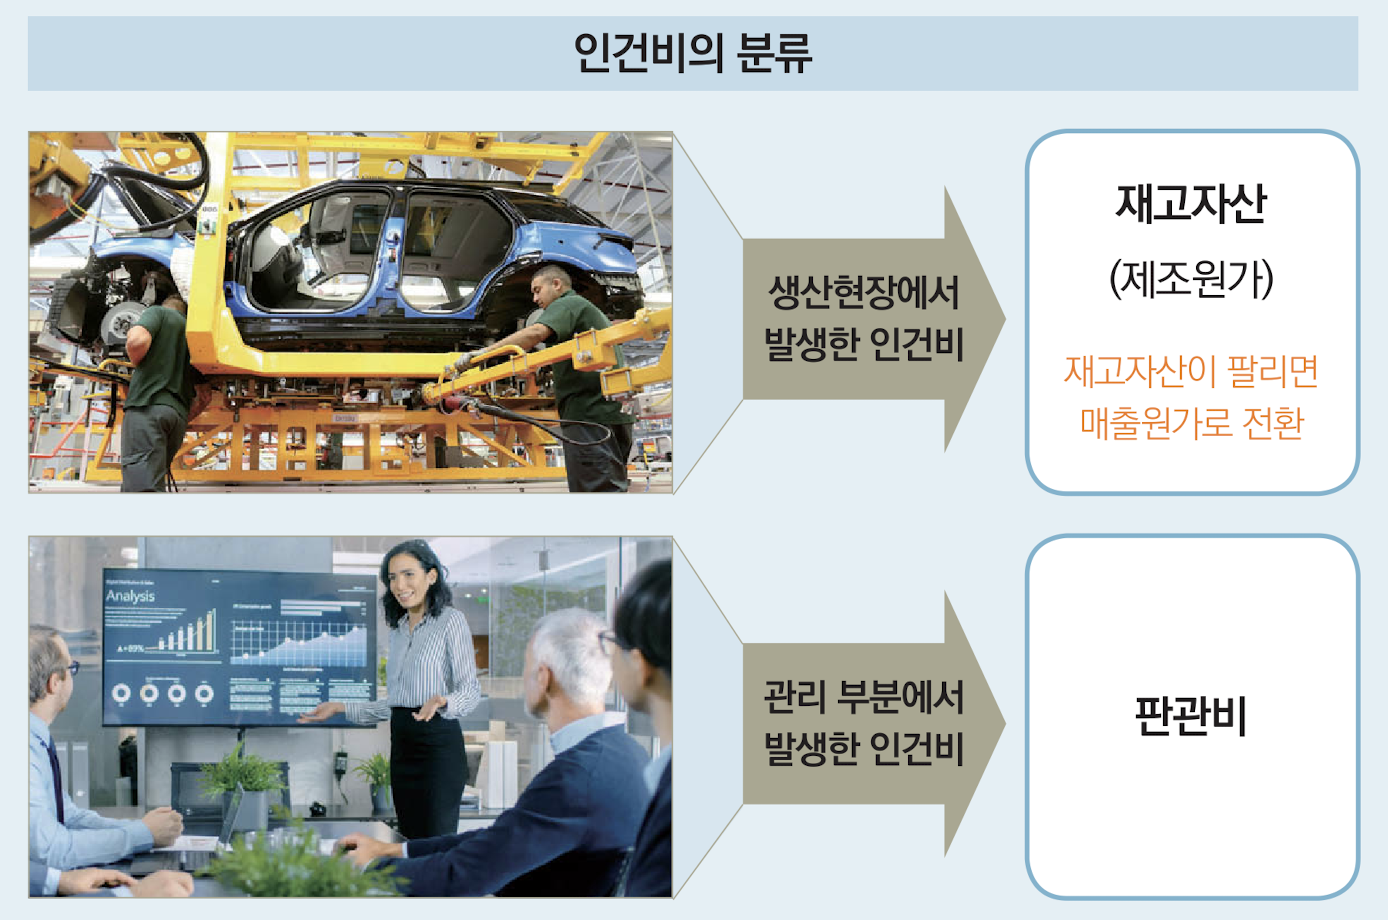 인건비의 분류
생산현장에서
발생한 인건비
재고자산
(제조원가)
재고자산이 팔리면
매출원가로 전환
Analysis
▲+89%
관리 부분에서
발생한 인건비
판관비